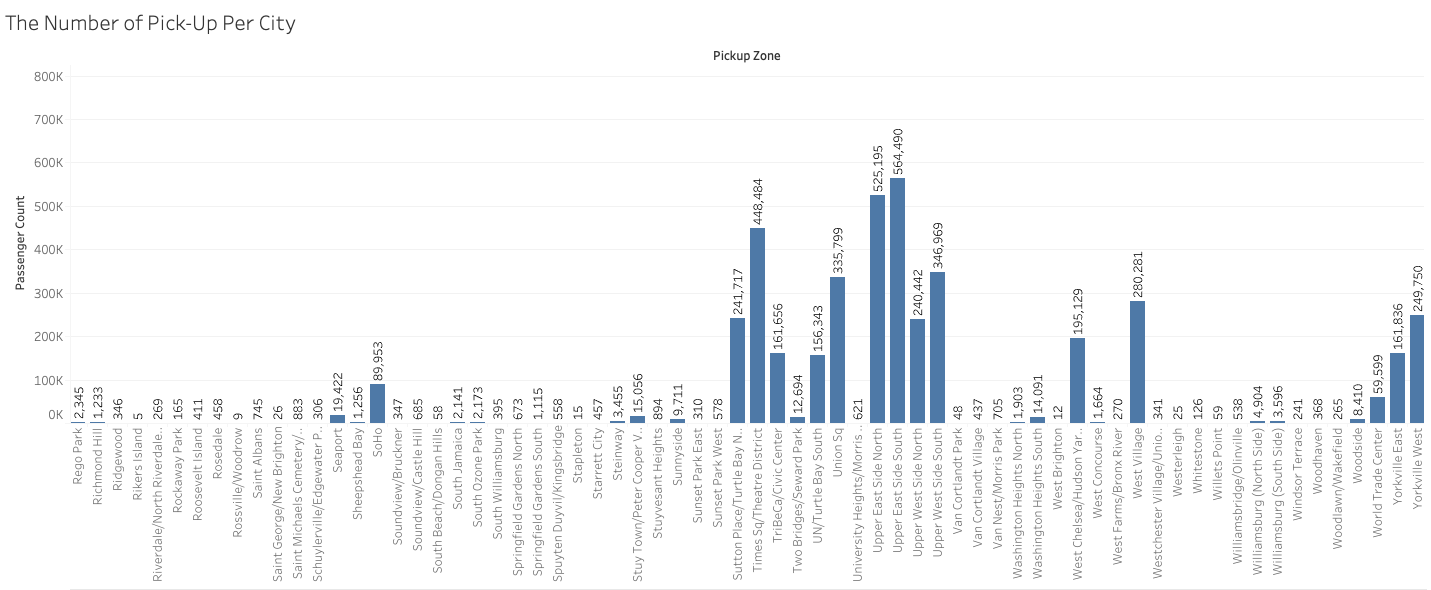 The Number of Pick-Up Per City
Pickup Zone
Passenger Count
800K
700K
600K
500K
400K
300K
200K
100K
0K
2,345
1,233
346
5
269
165
411
458
9
745
26
883
306
19,422
1,256
89,953
347
685
58
2,141
2,173
395
673
1,115
558
15
457
3,455
15,056
894
9,711
310
578
241,717
448,484
161,656
12,694
156,343
335,799
621
525,195
564,490
240,442
346,969
48
437
705
1,903
14,091
12
195,129
1,664
270
280,281
341
25
126
59
538
4,904
3,596
241
368
265
8,410
59,599
161,836
249,750
Rego Park
Richmond Hill
Ridgewood
Rikers Island
Riverdale/North Riverdale..
Rockaway Park
Roosevelt Island
Rosedale
Rossville/Woodrow
Saint Albans
Saint George/New Brighton
Saint Michaels Cemetery/..
Schuylerville/Edgewater P..
Seaport
Sheepshead Bay
SoHo
Soundview/Bruckner
Soundview/Castle Hill
South Beach/Dongan Hills
South Jamaica
South Ozone Park
South Williamsburg
Springfield Gardens North
Springfield Gardens South
Spuyten Duyvil/Kingsbridge
Stapleton
Starrett City
Steinway
Stuy Town/Peter Cooper V..
Stuyvesant Heights
Sunnyside
Sunset Park East
Sunset Park West
Sutton Place/Turtle Bay N..
Times Sq/Theatre District
TriBeCa/Civic Center
Two Bridges/Seward Park
UN/Turtle Bay South
Union Sq
University Heights/Morris ..
Upper East Side North
Upper East Side South
Upper West Side North
Upper West Side South
Van Cortlandt Park
Van Cortlandt Village
Van Nest/Morris Park
Washington Heights North
Washington Heights South
West Brighton
West Chelsea/Hudson Yar..
West Concourse
West Farms/Bronx River
West Village
Westchester Village/Unio..
Westerleigh
Whitestone
Willets Point
Williamsbridge/Olinville
Williamsburg (North Side)
Williamsburg (South Side)
Windsor Terrace
Woodhaven
Woodlawn/Wakefield
Woodside
World Trade Center
Yorkville East
Yorkville West